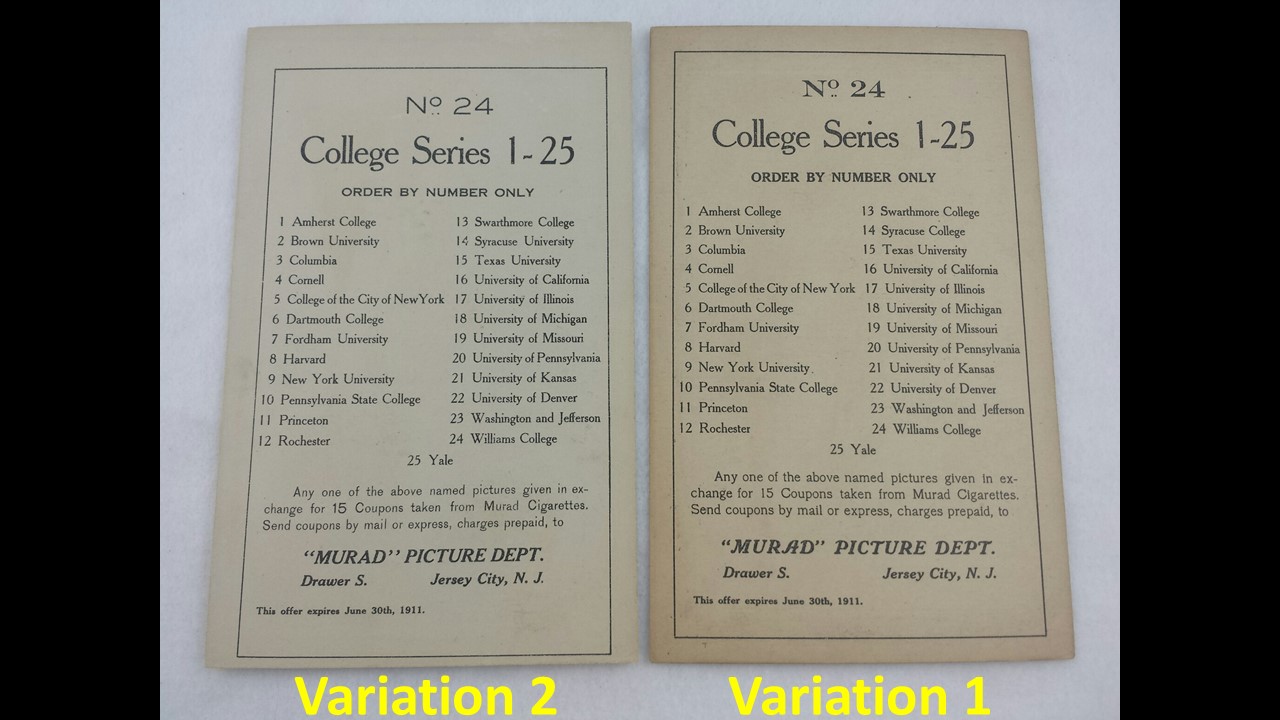 Nº 24
College Series 1-25
ORDER BY NUMBER ONLY
1 Amherst College
2 Brown University
3 Columbia
4 Cornell
5 College of the City of New York
6 Dartmouth College
7 Fordham University
8 Harvard
9 New York University
10 Pennsylvania State College
11 Princeton
12 Rochester
13 Swarthmore College
14 Syracuse University
15 Texas University
16 University of California
17 University of Illinois
18 University of Michigan
19 University of Missouri
20 University of Pennsylvania
21 University of Kansas
22 University of Denver
23 Washington and Jefferson
24 Williams College
25 Yale
Any one of the above named pictures given in ex-
change for 15 Coupons taken from Murad Cigarettes.
Send coupons by mail or express, charges prepaid, to
"MURAD" PICTURE DEPT.
Drawer S. Jersey City, N. J.
This offer expires June 30th, 1911.
Variation 2
Nº 24
College Series 1-25
ORDER BY NUMBER ONLY
1 Amherst College
2 Brown University
3 Columbia
4 Cornell
5 College of the City of New York
6 Dartmouth College
7 Fordham University
8 Harvard
9 New York University
10 Pennsylvania State College
11 Princeton
12 Rochester
13 Swarthmore College
14 Syracuse College
15 Texas University
16 University of California
17 University of Illinois
18 University of Michigan
19 University of Missouri
20 University of Pennsylvania
21 University of Kansas
22 University of Denver
23 Washington and Jefferson
24 Williams College
25 Yale
Any one of the above named pictures given in ex-
change for 15 Coupons taken from Murad Cigarettes.
Send coupons by mail or express, charges prepaid, to
"MURAD" PICTURE DEPT.
Drawer S. Jersey City, N. J.
This offer expires June 30th, 1911.
Variation 1